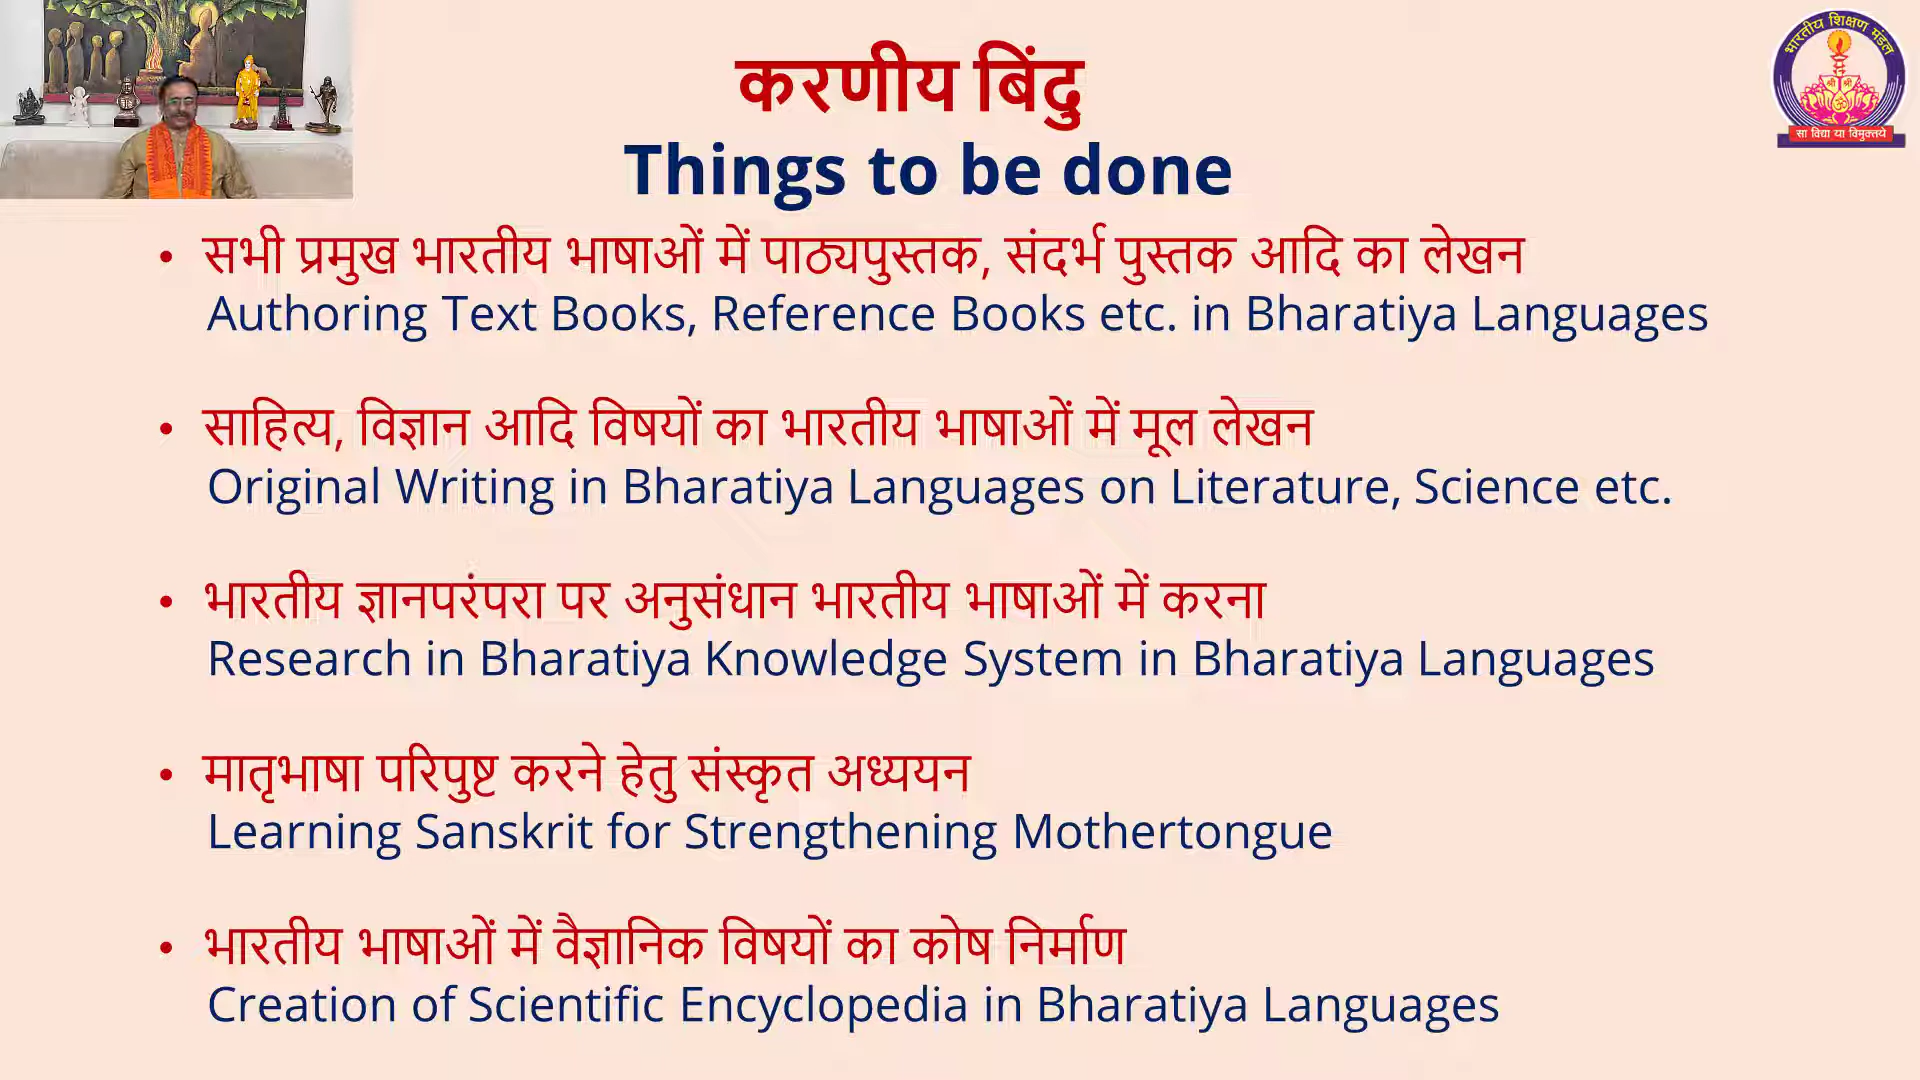 करणीय बिंदु
भारतीय शिक्षण मंडल
Things to be done
सा विद्या या विमुक्तये
• सभी प्रमुख भारतीय भाषाओं में पाठ्यपुस्तक, संदर्भ पुस्तक आदि का लेखन
Authoring Text Books, Reference Books etc. in Bharatiya Languages
• साहित्य, विज्ञान आदि विषयों का भारतीय भाषाओं में मूल लेखन
Original Writing in Bharatiya Languages on Literature, Science etc.
• भारतीय ज्ञानपरंपरा पर अनुसंधान भारतीय भाषाओं में करना
Research in Bharatiya Knowledge System in Bharatiya Languages
• मातृभाषा परिपुष्ट करने हेतु संस्कृत अध्ययन
Learning Sanskrit for Strengthening Mothertongue
• भारतीय भाषाओं में वैज्ञानिक विषयों का कोष निर्माण
Creation of Scientific Encyclopedia in Bharatiya Languages